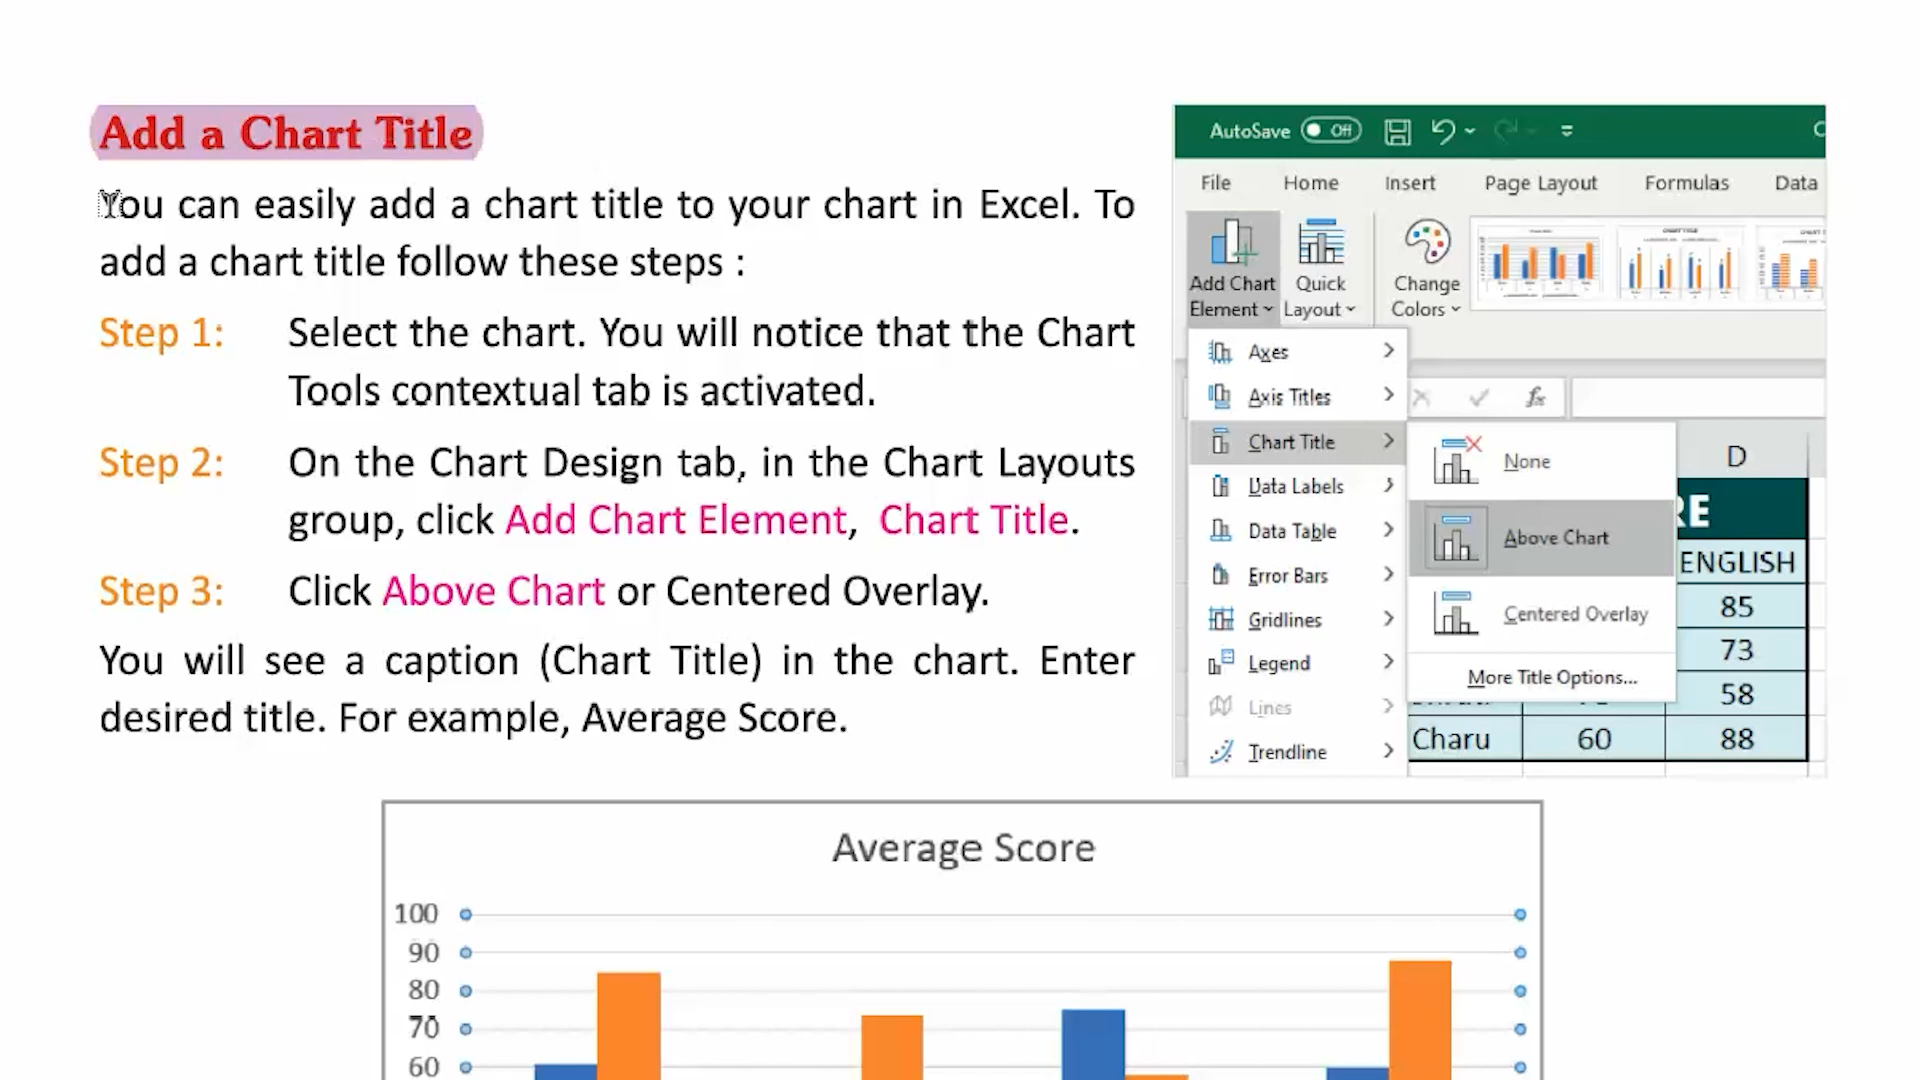 Add a Chart Title
You can easily add a chart title to your chart in Excel. To
add a chart title follow these steps :
Step 1: Select the chart. You will notice that the Chart
Tools contextual tab is activated.
Step 2: On the Chart Design tab, in the Chart Layouts
group, click Add Chart Element, Chart Title.
Step 3: Click Above Chart or Centered Overlay.
You will see a caption (Chart Title) in the chart. Enter
desired title. For example, Average Score.
AutoSave Off
File Home Insert Page Layout Formulas Data
Add Chart
Element
Quick
Layout
Change
Colors
Axes
Axis Titles
Chart Title
Data Labels
Data Table
Error Bars
Gridlines
Legend
Lines
Trendline
fx
None
Above Chart
Centered Overlay
More Title Options...
D
RE
ENGLISH
85
73
58
Charu 60 88
Average Score
100
90
80
70
60